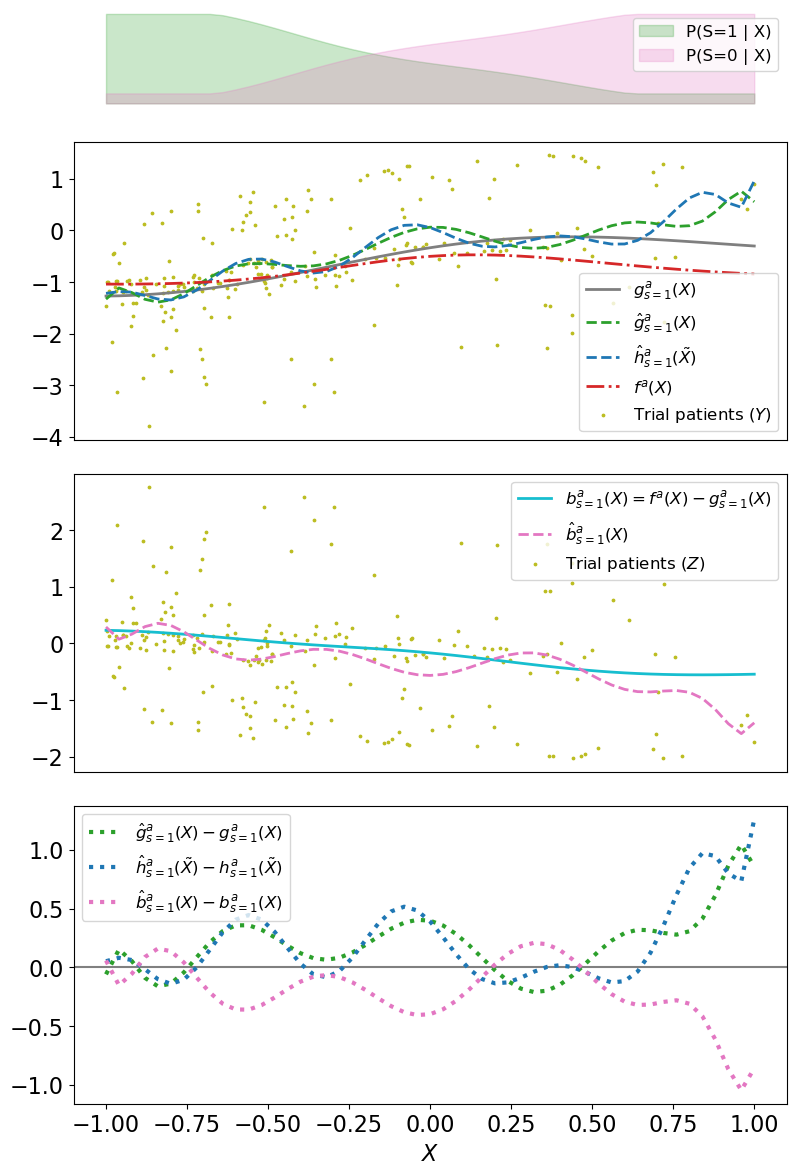 P(S=1 | X)
P(S=0 | X)
1
0
−1
−2
−3
−4
g^a_{s=1}(X)
ĝ^a_{s=1}(X)
ĥ^a_{s=1}(X̃)
f^a(X)
Trial patients (Y)
2
1
0
−1
−2
b^a_{s=1}(X) = f^a(X) − g^a_{s=1}(X)
b̂^a_{s=1}(X)
Trial patients (Z)
1.0
0.5
0.0
−0.5
−1.0
ĝ^a_{s=1}(X) − g^a_{s=1}(X)
ĥ^a_{s=1}(X̃) − h^a_{s=1}(X̃)
b̂^a_{s=1}(X) − b^a_{s=1}(X)
−1.00 −0.75 −0.50 −0.25 0.00 0.25 0.50 0.75 1.00
X